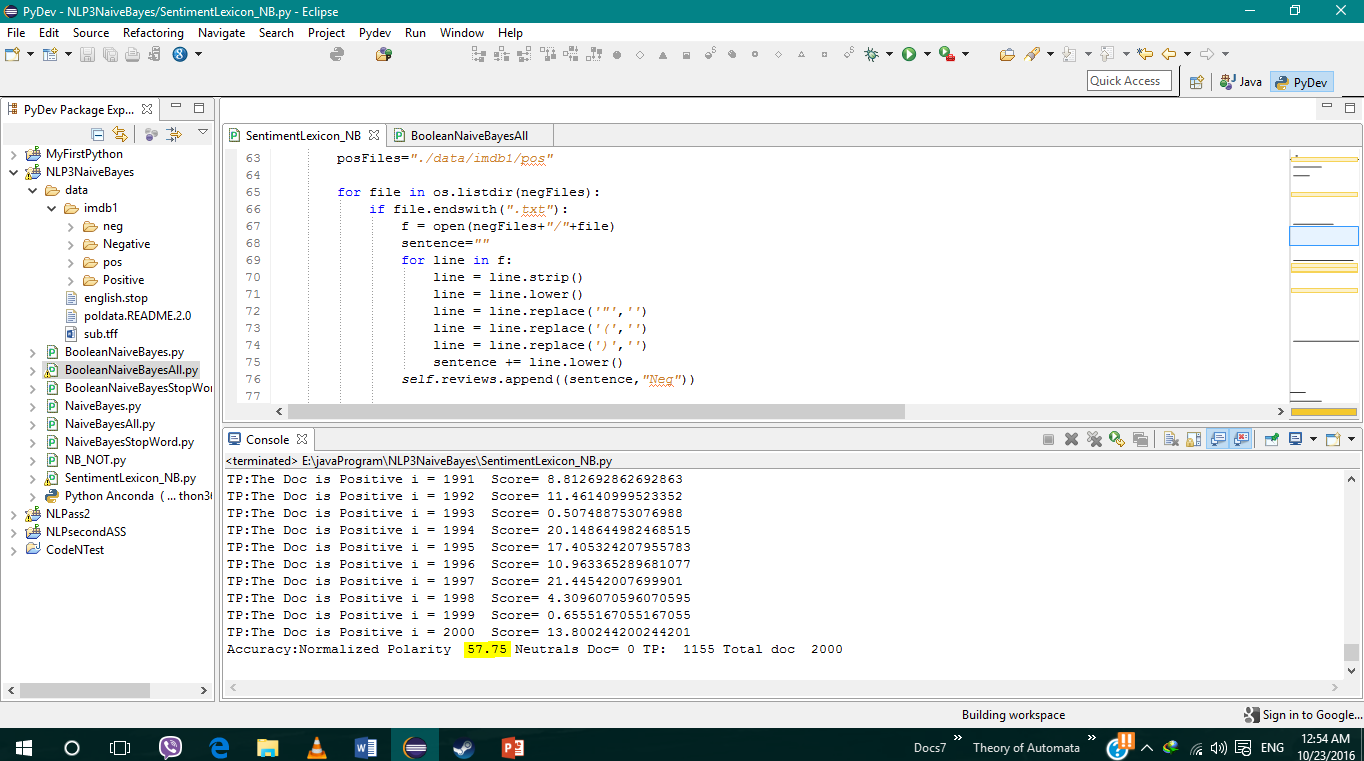 PyDev - NLP3NaiveBayes/SentimentLexicon_NB.py - Eclipse
File Edit Source Refactoring Navigate Search Project Pydev Run Window Help
Quick Access
Java
PyDev
PyDev Package Exp...
MyFirstPython
NLP3NaiveBayes
data
imdb1
neg
Negative
pos
Positive
english.stop
poldata.README.2.0
sub.tff
BooleanNaiveBayes.py
BooleanNaiveBayesAll.py
BooleanNaiveBayesStopWor
NaiveBayes.py
NaiveBayesAll.py
NaiveBayesStopWord.py
NB_NOT.py
SentimentLexicon_NB.py
Python Anconda ( ... thon36
NLPass2
NLPsecondASS
CodeNTest
SentimentLexicon_NB
BooleanNaiveBayesAll
63 posFiles="./data/imdb1/pos"
64
65 for file in os.listdir(negFiles):
66 if file.endswith(".txt"):
67 f = open(negFiles+"/"+file)
68 sentence=""
69 for line in f:
70 line = line.strip()
71 line = line.lower()
72 line = line.replace('"','')
73 line = line.replace('(','')
74 line = line.replace(')','')
75 sentence += line.lower()
76 self.reviews.append((sentence,"Neg"))
77
Console
<terminated> E:\javaProgram\NLP3NaiveBayes\SentimentLexicon_NB.py
TP:The Doc is Positive i = 1991 Score= 8.812692862692863
TP:The Doc is Positive i = 1992 Score= 11.46140999523352
TP:The Doc is Positive i = 1993 Score= 0.507488753076988
TP:The Doc is Positive i = 1994 Score= 20.148644982468515
TP:The Doc is Positive i = 1995 Score= 17.405324207955783
TP:The Doc is Positive i = 1996 Score= 10.963365289681077
TP:The Doc is Positive i = 1997 Score= 21.44542007699901
TP:The Doc is Positive i = 1998 Score= 4.3096070596070595
TP:The Doc is Positive i = 1999 Score= 0.6555167055167055
TP:The Doc is Positive i = 2000 Score= 13.800244200244201
Accuracy:Normalized Polarity 57.75 Neutrals Doc= 0 TP: 1155 Total doc 2000
Building workspace
Sign in to Google...
Docs7
Theory of Automata
ENG
12:54 AM
10/23/2016